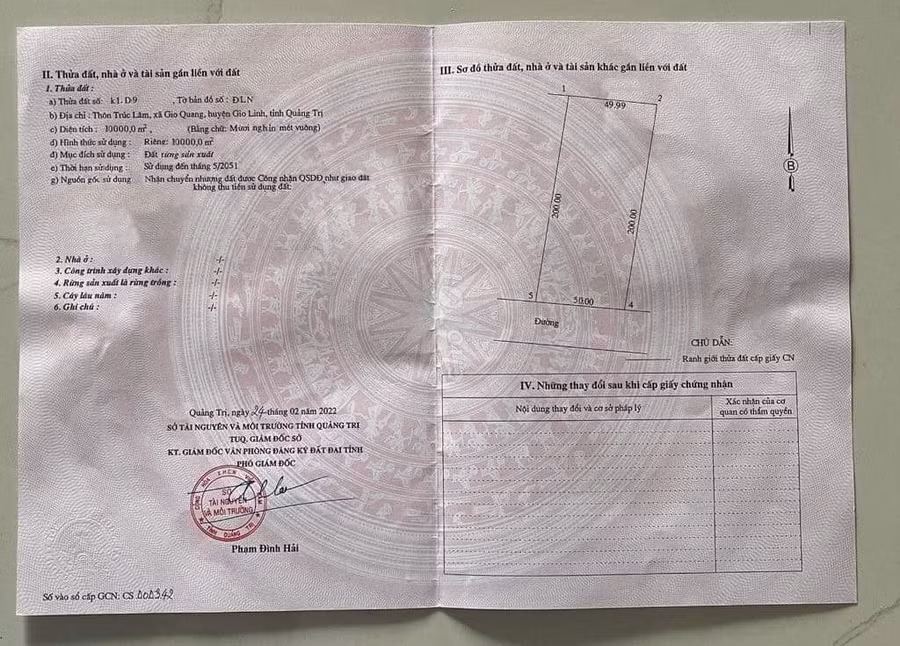 II. Thửa đất, nhà ở và tài sản gắn liền với đất
1. Thửa đất :
a) Thửa đất số: k1. D9 , Tờ bản đồ số : ĐLN
b) Địa chỉ : Thôn Trúc Lâm, xã Gio Quang, huyện Gio Linh, tỉnh Quảng Trị
c) Diện tích : 10000,0 m², (Bằng chữ: Mười nghìn mét vuông)
d) Hình thức sử dụng : Riêng: 10000,0 m²
đ) Mục đích sử dụng : Đất rừng sản xuất
e) Thời hạn sử dụng : Sử dụng đến tháng 5/2051
g) Nguồn gốc sử dụng Nhận chuyển nhượng đất được Công nhận QSDĐ như giao đất
không thu tiền sử dụng đất.
2. Nhà ở : -/-
3. Công trình xây dựng khác : -/-
4. Rừng sản xuất là rừng trồng : -/-
5. Cây lâu năm : -/-
6. Ghi chú : -/-
Quảng Trị, ngày 24 tháng 02 năm 2022
SỞ TÀI NGUYÊN VÀ MÔI TRƯỜNG TỈNH QUẢNG TRỊ
TUQ. GIÁM ĐỐC SỞ
KT. GIÁM ĐỐC VĂN PHÒNG ĐĂNG KÝ ĐẤT ĐAI TỈNH
PHÓ GIÁM ĐỐC
SỞ
TÀI NGUYÊN
VÀ MÔI TRƯỜNG
TỈNH QUẢNG TRỊ
Phạm Đình Hải
Số vào sổ cấp GCN: CS 000342
III. Sơ đồ thửa đất, nhà ở và tài sản khác gắn liền với đất
1
49.99
2
B
200.00
200.00
5
50.00
4
Đường
CHỦ DẪN:
Ranh giới thửa đất cấp giấy CN
IV. Những thay đổi sau khi cấp giấy chứng nhận
Nội dung thay đổi và cơ sở pháp lý
Xác nhận của cơ
quan có thẩm quyền